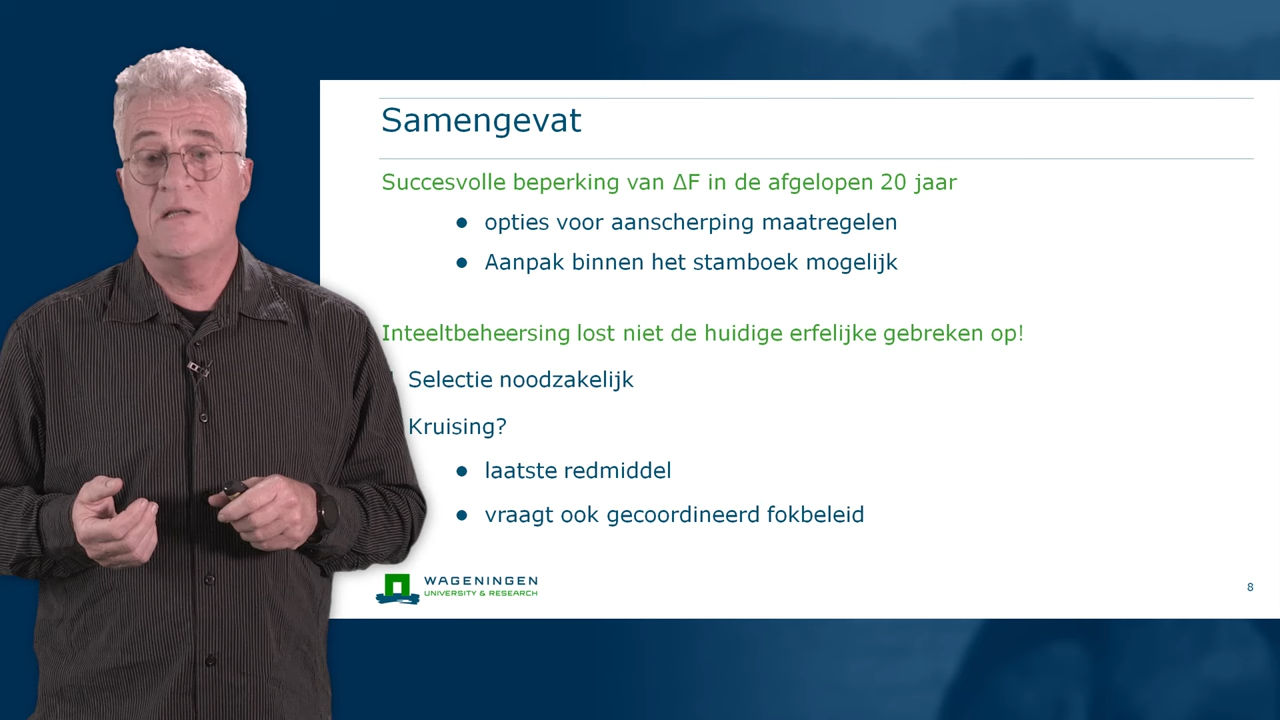 Samengevat
Succesvolle beperking van ΔF in de afgelopen 20 jaar
● opties voor aanscherping maatregelen
● Aanpak binnen het stamboek mogelijk
Inteeltbeheersing lost niet de huidige erfelijke gebreken op!
Selectie noodzakelijk
Kruising?
● laatste redmiddel
● vraagt ook gecoordineerd fokbeleid
WAGENINGEN
UNIVERSITY & RESEARCH
8